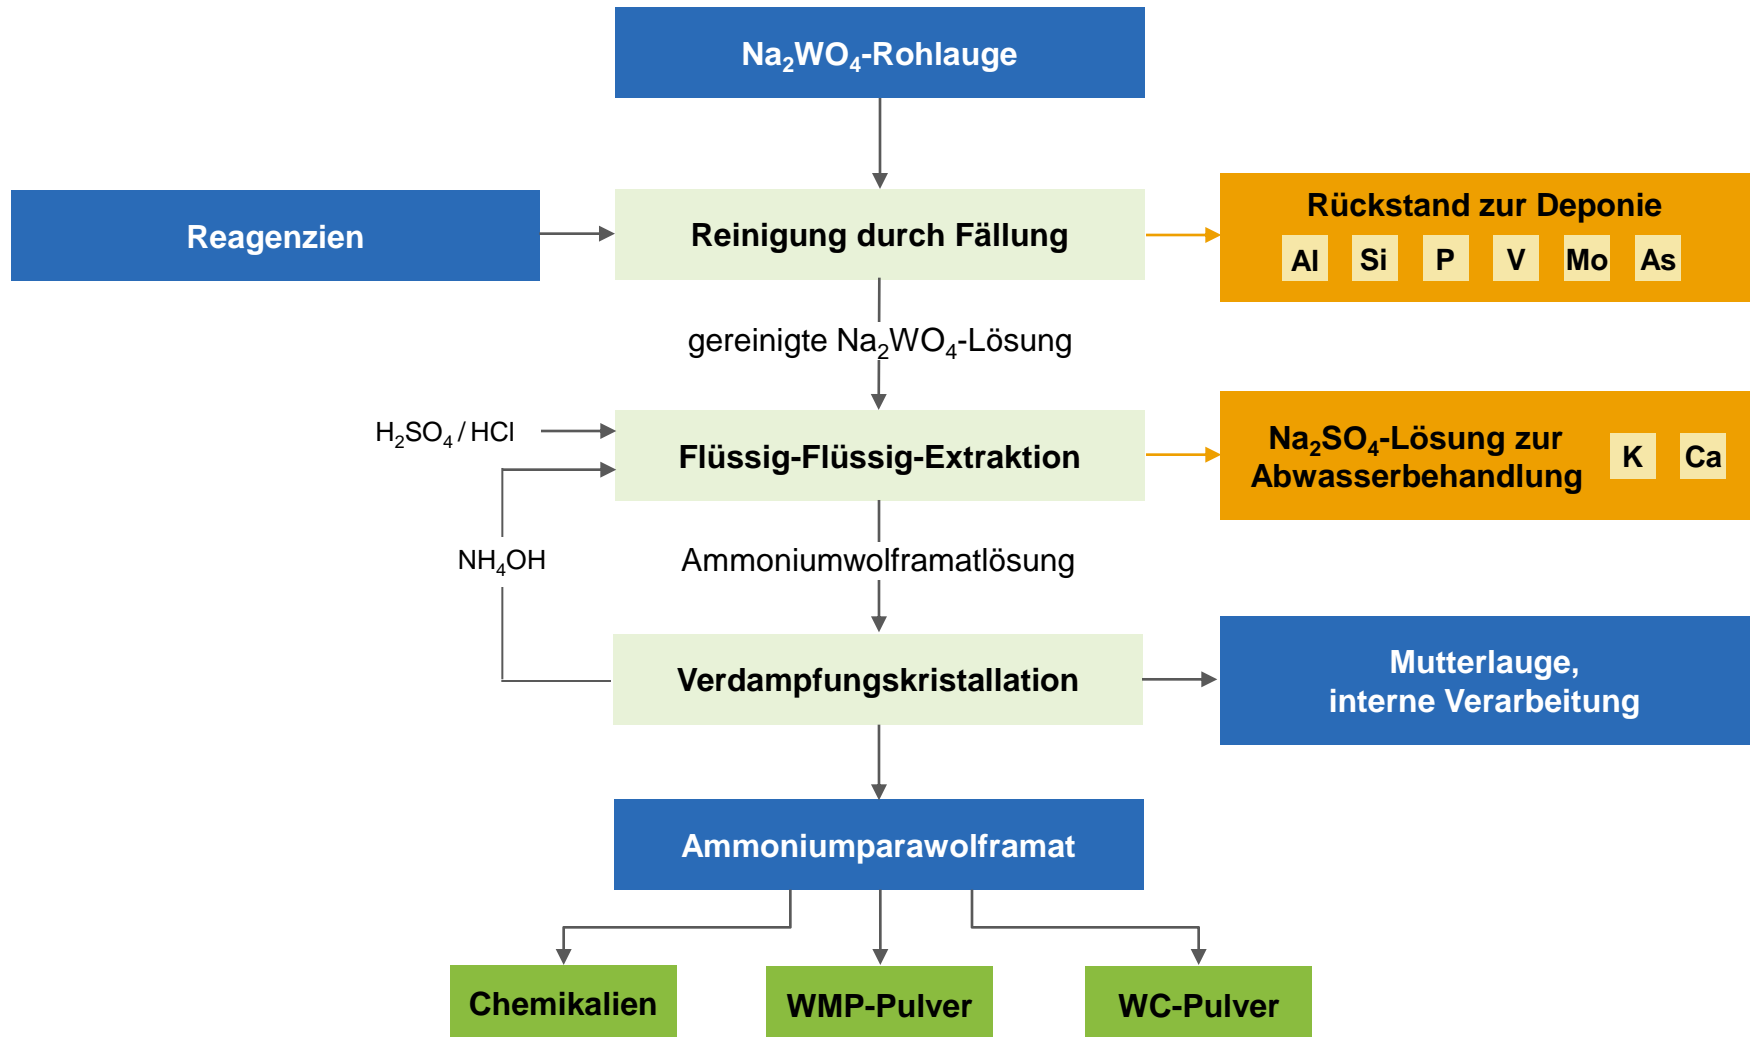 Na₂WO₄-Rohlauge
Reagenzien
Reinigung durch Fällung
Rückstand zur Deponie
Al Si P V Mo As
gereinigte Na₂WO₄-Lösung
H₂SO₄ / HCl
Flüssig-Flüssig-Extraktion
Na₂SO₄-Lösung zur
Abwasserbehandlung
K Ca
NH₄OH
Ammoniumwolframatlösung
Verdampfungskristallation
Mutterlauge,
interne Verarbeitung
Ammoniumparawolframat
Chemikalien
WMP-Pulver
WC-Pulver